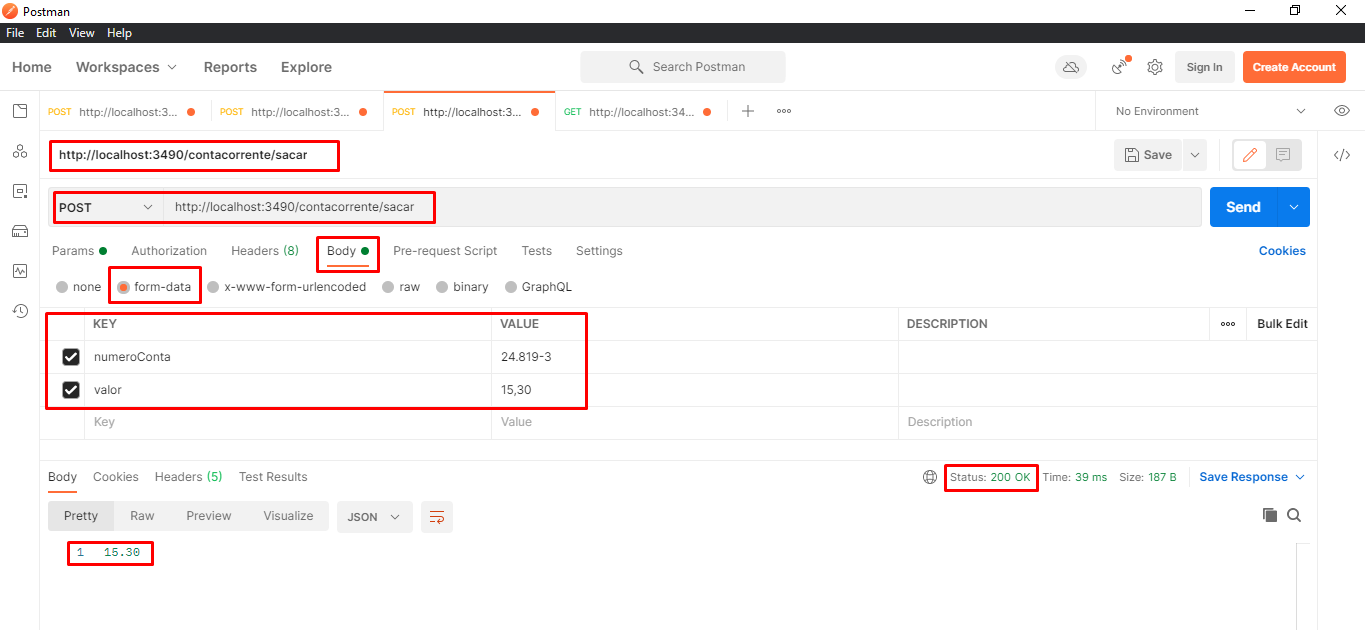 Postman
File Edit View Help
Home Workspaces Reports Explore Search Postman Sign In Create Account
POST http://localhost:3... POST http://localhost:3... POST http://localhost:3... GET http://localhost:34... No Environment
http://localhost:3490/contacorrente/sacar Save
POST http://localhost:3490/contacorrente/sacar Send
Params Authorization Headers (8) Body Pre-request Script Tests Settings Cookies
none form-data x-www-form-urlencoded raw binary GraphQL
KEY VALUE DESCRIPTION Bulk Edit
numeroConta 24.819-3
valor 15,30
Key Value Description
Body Cookies Headers (5) Test Results Status: 200 OK Time: 39 ms Size: 187 B Save Response
Pretty Raw Preview Visualize JSON
1 15.30